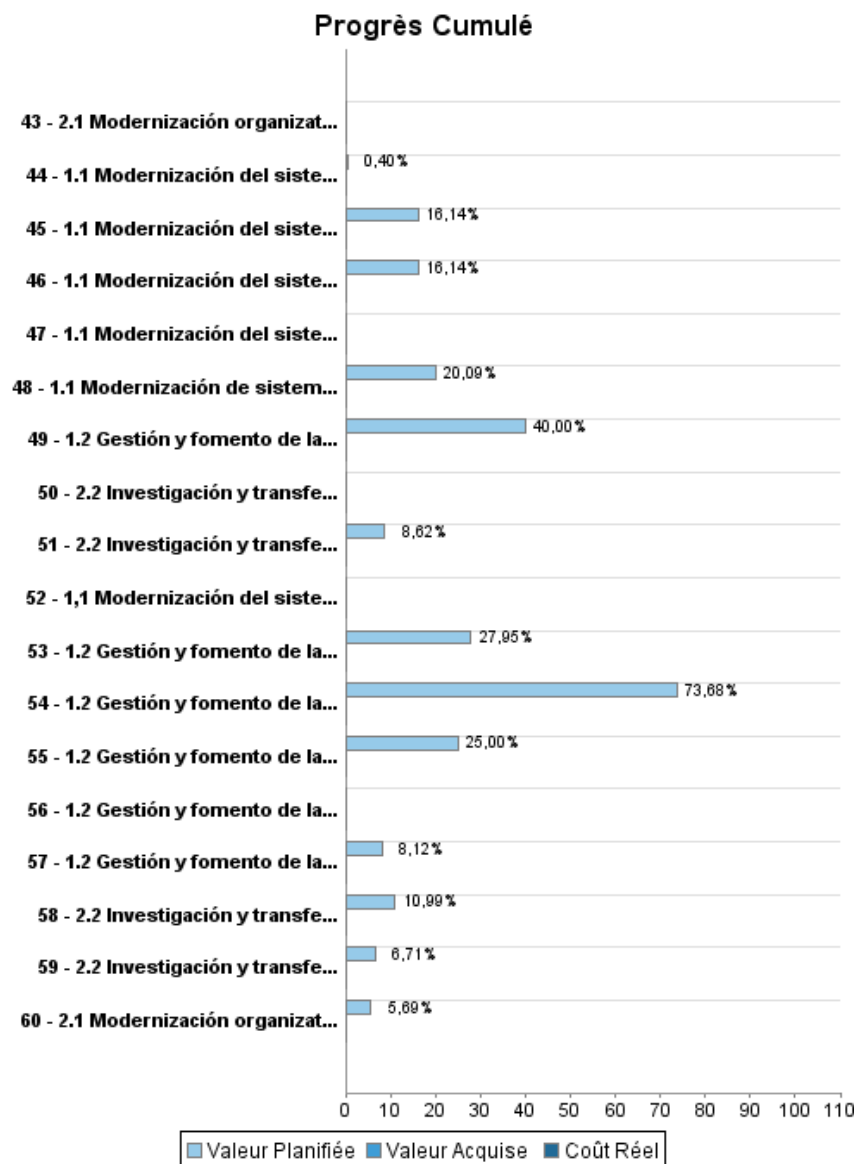 Progrès Cumulé
43 - 2.1 Modernización organizat...
44 - 1.1 Modernización del siste...
0,40%
45 - 1.1 Modernización del siste...
16,14%
46 - 1.1 Modernización del siste...
16,14%
47 - 1.1 Modernización del siste...
48 - 1.1 Modernización de sistem...
20,09%
49 - 1.2 Gestión y fomento de la...
40,00%
50 - 2.2 Investigación y transfe...
51 - 2.2 Investigación y transfe...
8,62%
52 - 1,1 Modernización del siste...
53 - 1.2 Gestión y fomento de la...
27,95%
54 - 1.2 Gestión y fomento de la...
73,68%
55 - 1.2 Gestión y fomento de la...
25,00%
56 - 1.2 Gestión y fomento de la...
57 - 1.2 Gestión y fomento de la...
8,12%
58 - 2.2 Investigación y transfe...
10,99%
59 - 2.2 Investigación y transfe...
6,71%
60 - 2.1 Modernización organizat...
5,69%
0 10 20 30 40 50 60 70 80 90 100 110
Valeur Planifiée Valeur Acquise Coût Réel